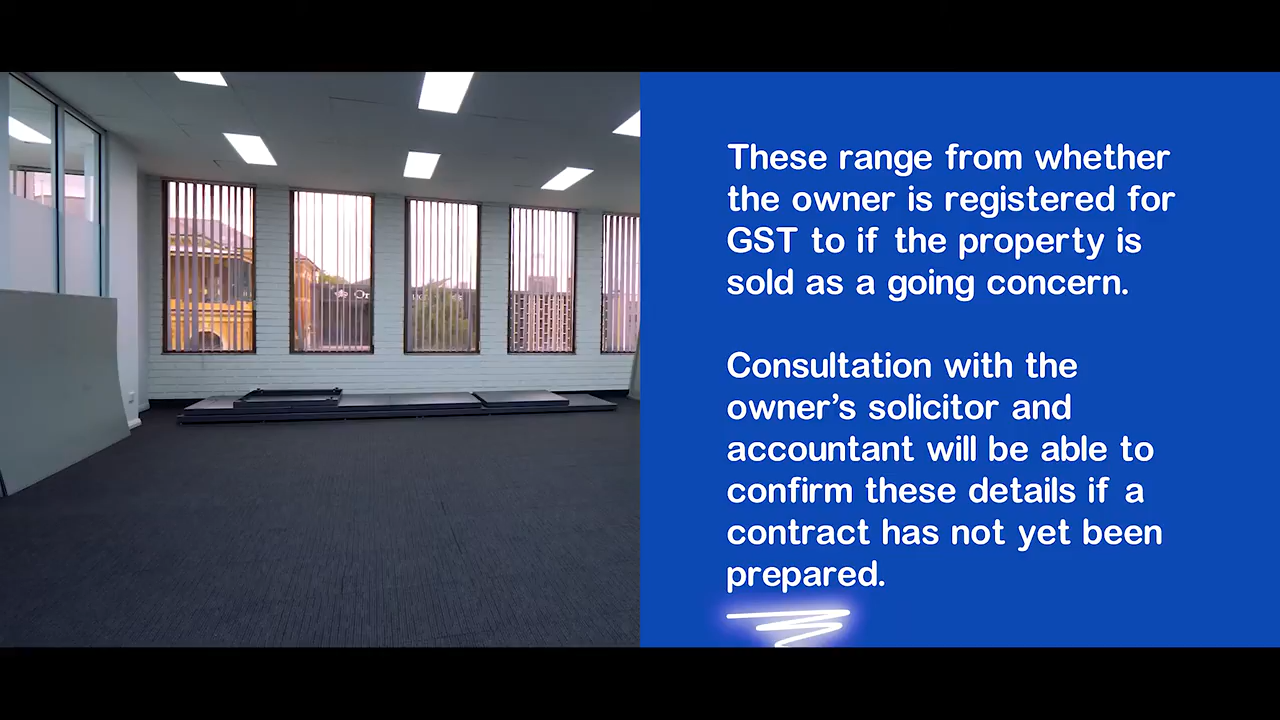 These range from whether
the owner is registered for
GST to if the property is
sold as a going concern.
Consultation with the
owner’s solicitor and
accountant will be able to
confirm these details if a
contract has not yet been
prepared.